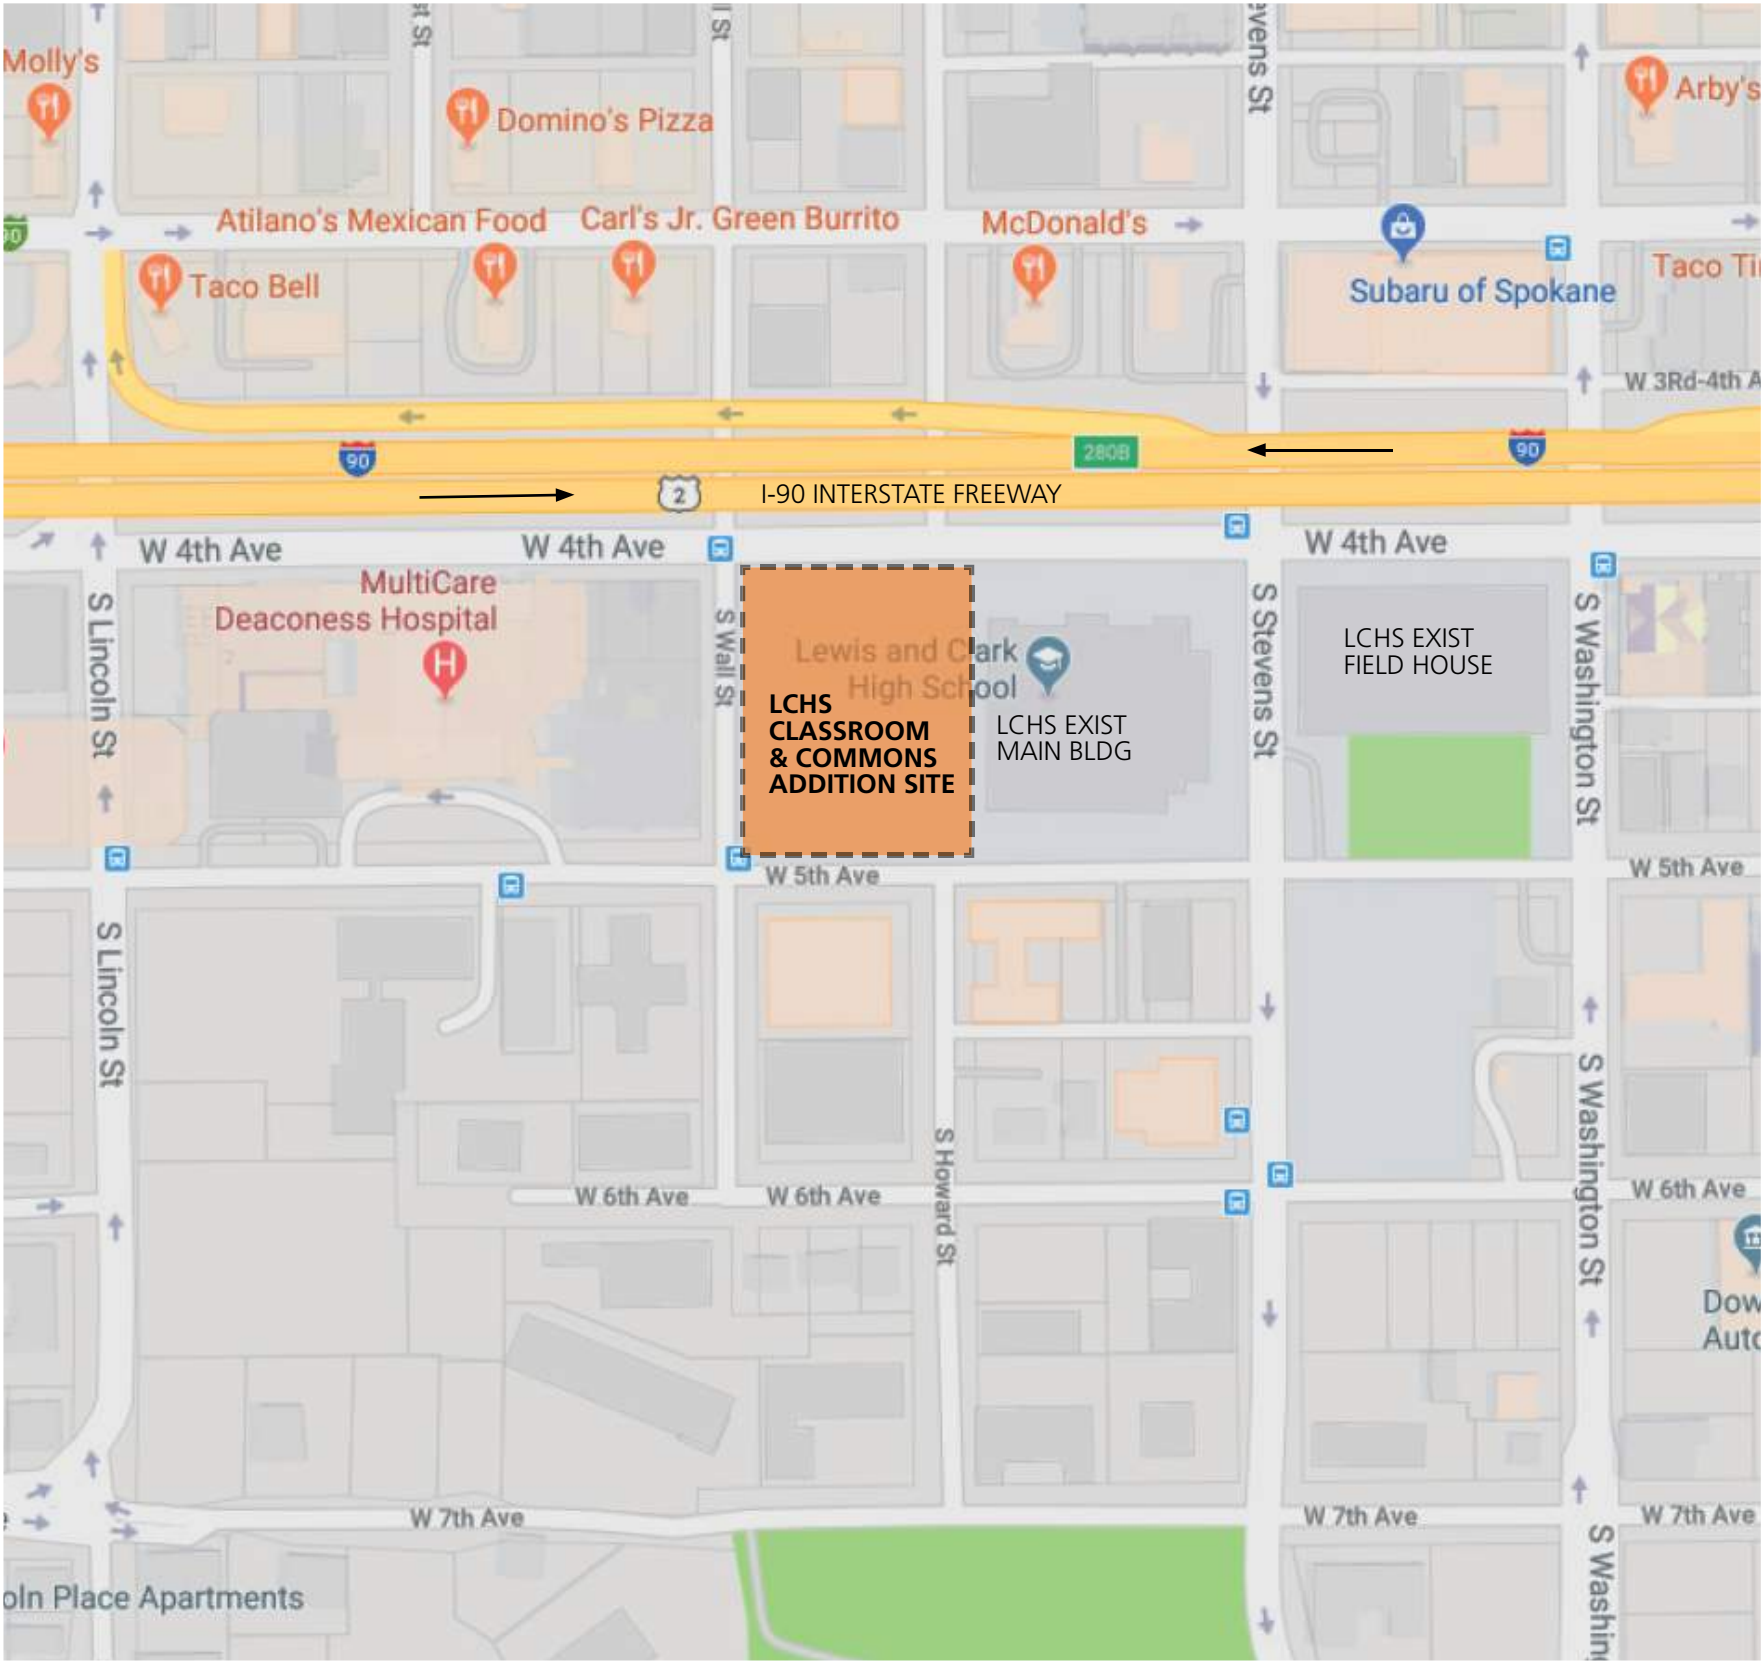 Molly's
Domino's Pizza
Arby's
Atilano's Mexican Food
Carl's Jr. Green Burrito
McDonald's
Taco Bell
Subaru of Spokane
Taco
W 3Rd-4th A
90
280B
90
2
I-90 INTERSTATE FREEWAY
W 4th Ave
W 4th Ave
W 4th Ave
MultiCare
Deaconess Hospital
H
S Lincoln St
S Wall St
Lewis and Clark
High School
LCHS
CLASSROOM
& COMMONS
ADDITION SITE
LCHS EXIST
MAIN BLDG
S Stevens St
LCHS EXIST
FIELD HOUSE
S Washington St
W 5th Ave
W 5th Ave
S Lincoln St
S Howard St
S Washington St
W 6th Ave
W 6th Ave
W 6th Ave
W 7th Ave
W 7th Ave
W 7th Ave
oln Place Apartments